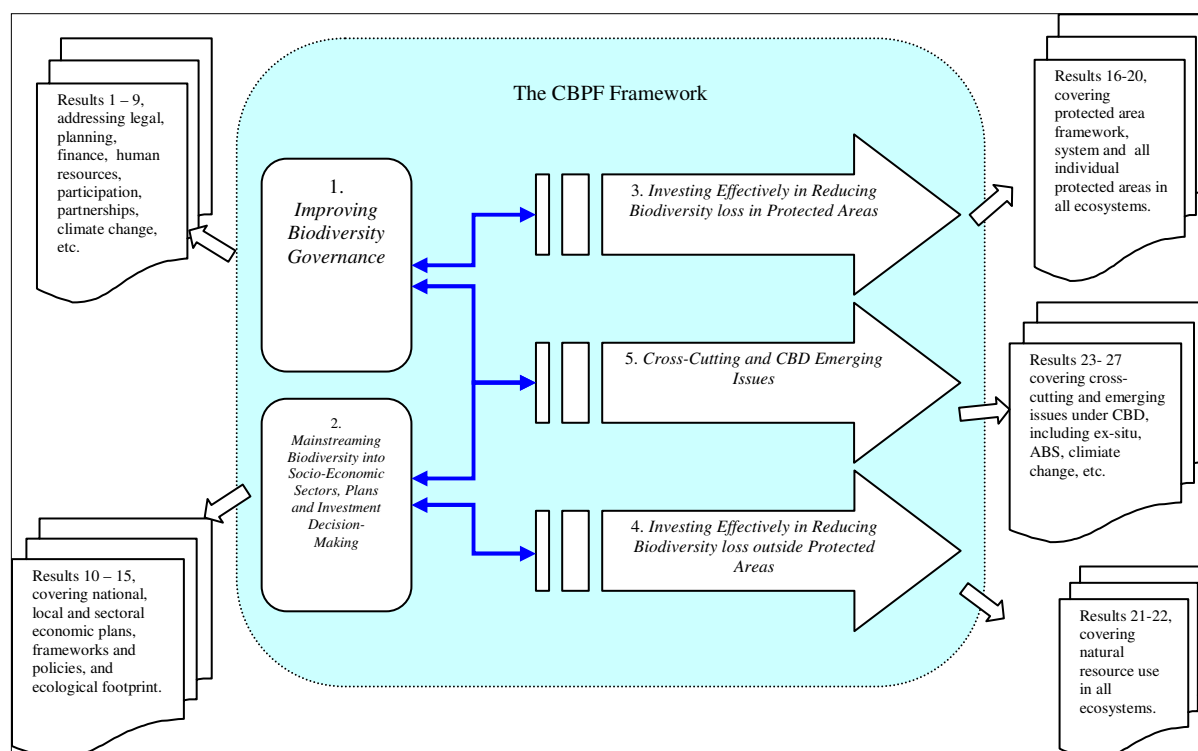 The CBPF Framework
Results 1 – 9,
addressing legal,
planning,
finance, human
resources,
participation,
partnerships,
climate change,
etc.
1.
Improving
Biodiversity
Governance
2.
Mainstreaming
Biodiversity into
Socio-Economic
Sectors, Plans
and Investment
Decision-
Making
Results 10 – 15,
covering national,
local and sectoral
economic plans,
frameworks and
policies, and
ecological footprint.
3. Investing Effectively in Reducing
Biodiversity loss in Protected Areas
5. Cross-Cutting and CBD Emerging
Issues
4. Investing Effectively in Reducing
Biodiversity loss outside Protected
Areas
Results 16-20,
covering
protected area
framework,
system and all
individual
protected areas in
all ecosystems.
Results 23- 27
covering cross-
cutting and emerging
issues under CBD,
including ex-situ,
ABS, climiate
change, etc.
Results 21-22,
covering
natural
resource use
in all
ecosystems.